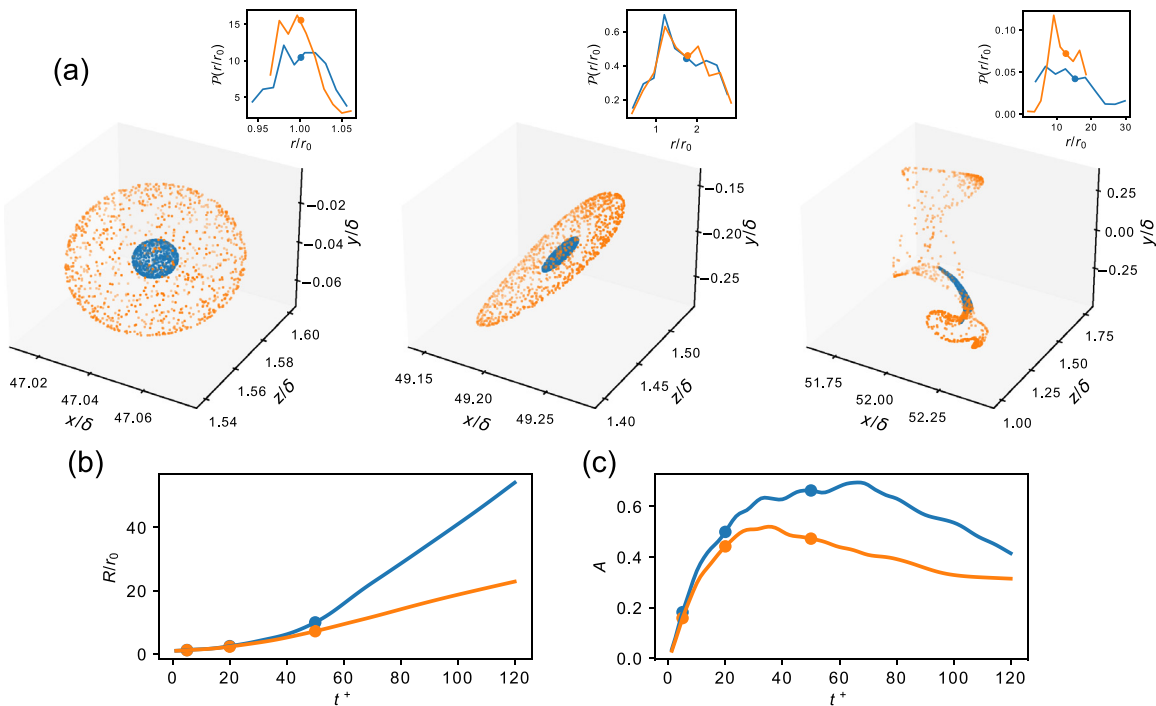 (a)
15
10
5
𝒫(r/r₀)
0.95
1.00
1.05
r/r₀
0.6
0.4
0.2
𝒫(r/r₀)
1
2
r/r₀
0.10
0.05
0.00
𝒫(r/r₀)
10
20
30
r/r₀
−0.02
−0.04
−0.06
y/δ
47.02
47.04
47.06
x/δ
1.54
1.56
1.58
1.60
z/δ
−0.15
−0.20
−0.25
y/δ
49.15
49.20
49.25
x/δ
1.40
1.45
1.50
z/δ
0.25
0.00
−0.25
y/δ
51.75
52.00
52.25
x/δ
1.00
1.25
1.50
1.75
z/δ
(b)
40
20
0
R/r₀
0 20 40 60 80 100 120
t⁺
(c)
0.6
0.4
0.2
0.0
A
0 20 40 60 80 100 120
t⁺